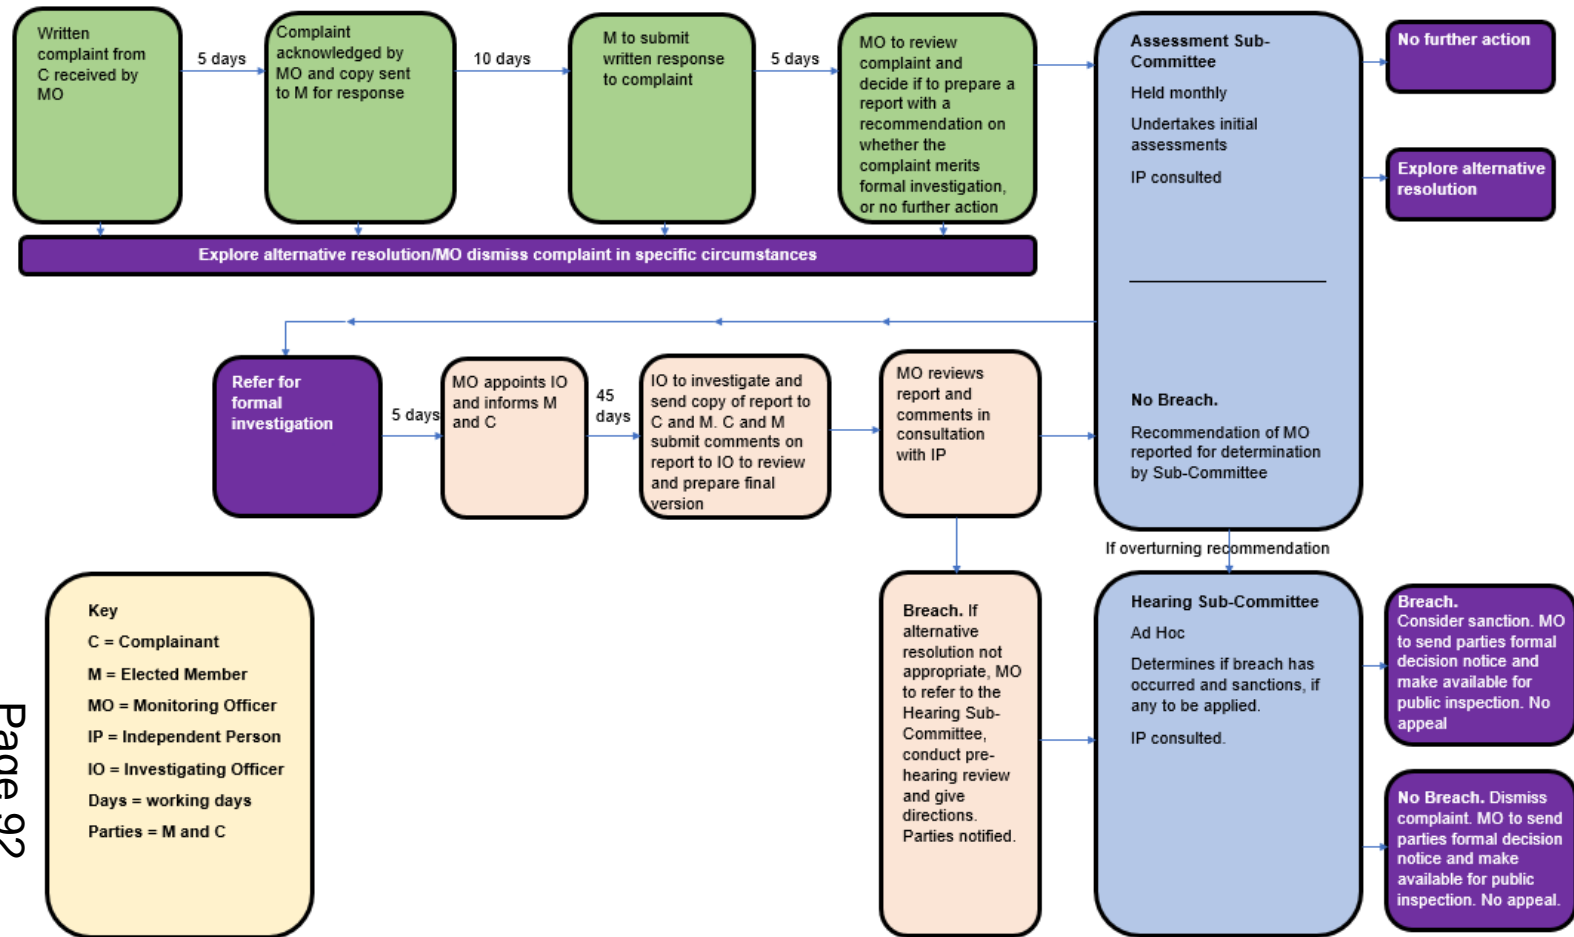 Written
complaint from
C received by
MO
5 days
Complaint
acknowledged by
MO and copy sent
to M for response
10 days
M to submit
written response
to complaint
5 days
MO to review
complaint and
decide if to prepare a
report with a
recommendation on
whether the
complaint merits
formal investigation,
or no further action
Assessment Sub-
Committee
Held monthly
Undertakes initial
assessments
IP consulted
No further action
Explore alternative
resolution
Explore alternative resolution/MO dismiss complaint in specific circumstances
Refer for
formal
investigation
5 days
MO appoints IO
and informs M
and C
45
days
IO to investigate and
send copy of report to
C and M. C and M
submit comments on
report to IO to review
and prepare final
version
MO reviews
report and
comments in
consultation
with IP
No Breach.
Recommendation of MO
reported for determination
by Sub-Committee
If overturning recommendation
Key
C = Complainant
M = Elected Member
MO = Monitoring Officer
IP = Independent Person
IO = Investigating Officer
Days = working days
Parties = M and C
Breach. If
alternative
resolution not
appropriate, MO
to refer to the
Hearing Sub-
Committee,
conduct pre-
hearing review
and give
directions.
Parties notified.
Hearing Sub-Committee
Ad Hoc
Determines if breach has
occurred and sanctions, if
any to be applied.
IP consulted.
Breach.
Consider sanction. MO
to send parties formal
decision notice and
make available for
public inspection. No
appeal
No Breach. Dismiss
complaint. MO to send
parties formal decision
notice and make
available for public
inspection. No appeal.
Page 92